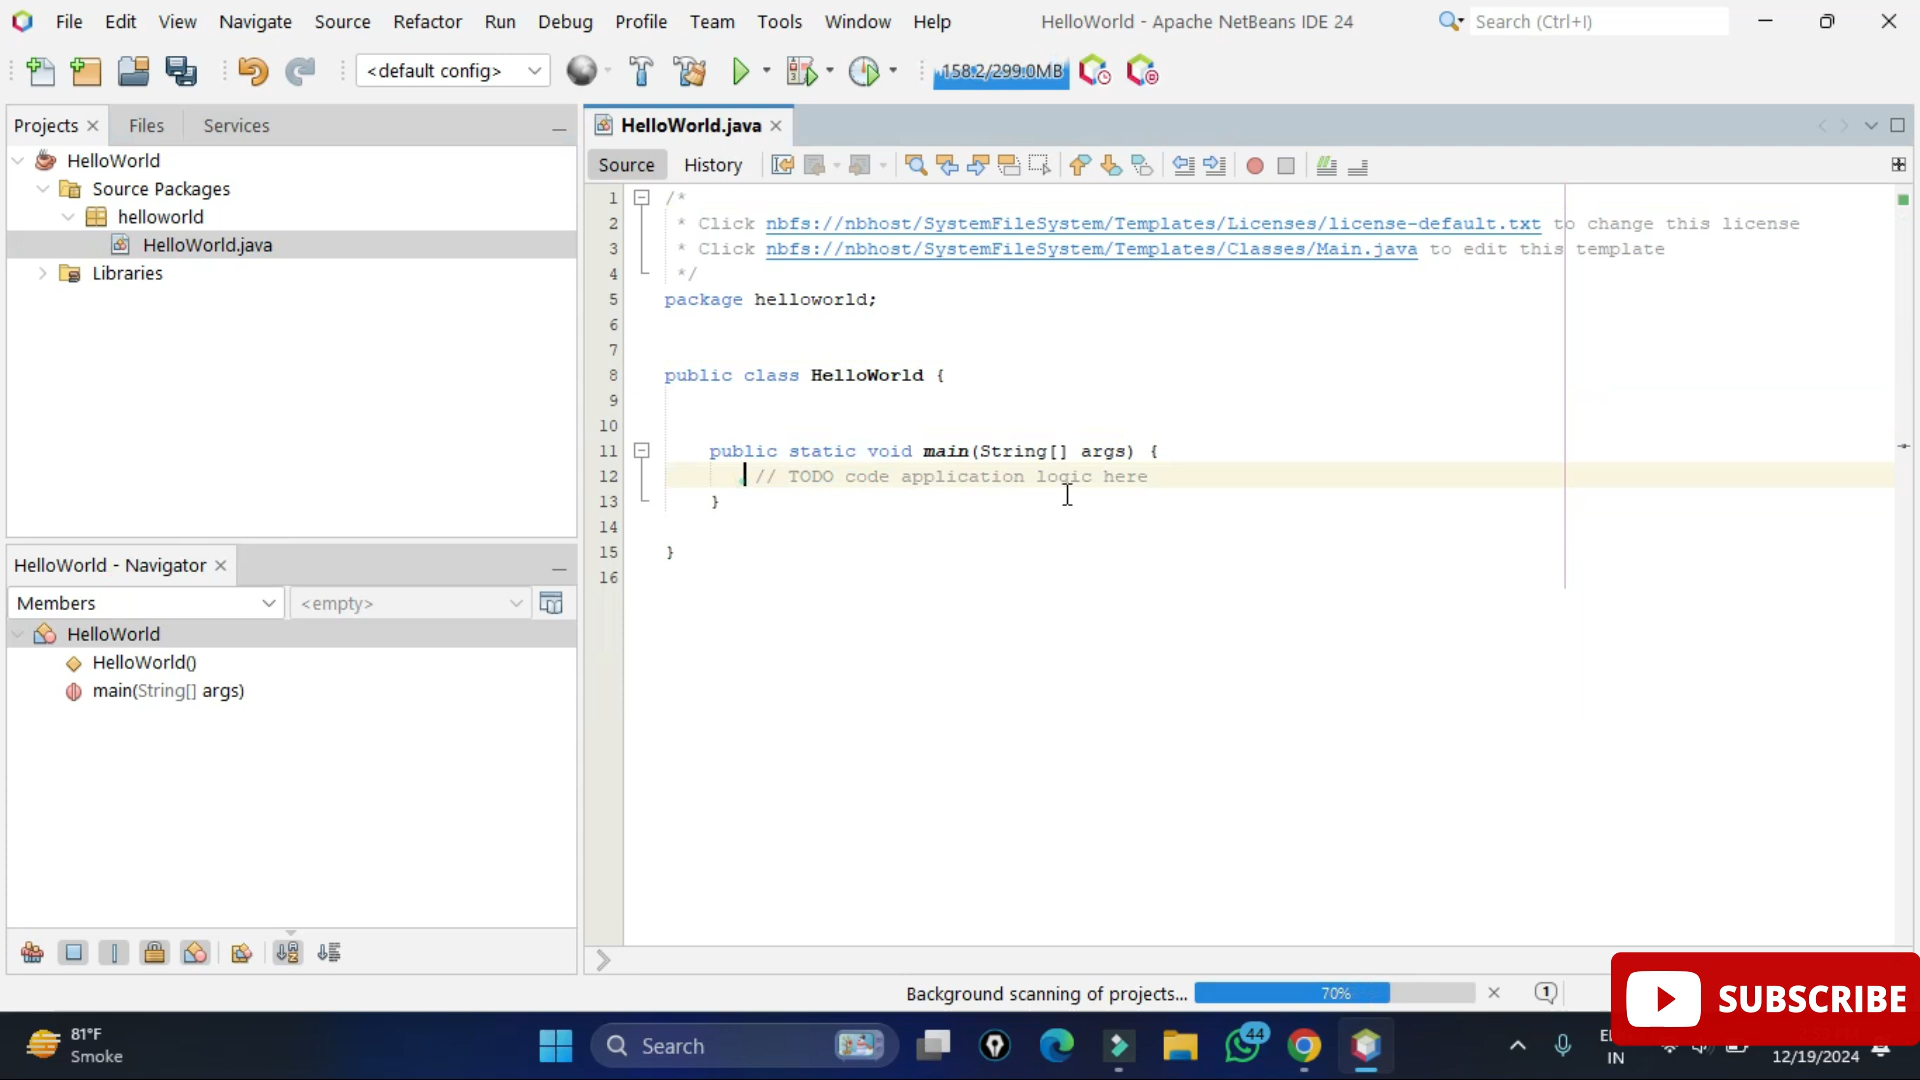 File Edit View Navigate Source Refactor Run Debug Profile Team Tools Window Help HelloWorld - Apache NetBeans IDE 24 Search (Ctrl+I)
<default config> 158.2/299.0MB
Projects Files Services
HelloWorld
Source Packages
helloworld
HelloWorld.java
Libraries
HelloWorld - Navigator
Members <empty>
HelloWorld
HelloWorld()
main(String[] args)
HelloWorld.java
Source History
1 /*
2 * Click nbfs://nbhost/SystemFileSystem/Templates/Licenses/license-default.txt to change this license
3 * Click nbfs://nbhost/SystemFileSystem/Templates/Classes/Main.java to edit this template
4 */
5 package helloworld;
6
7
8 public class HelloWorld {
9
10
11 public static void main(String[] args) {
12 // TODO code application logic here
13 }
14
15 }
16
Background scanning of projects... 70% 1
SUBSCRIBE
81°F
Smoke
Search
44
IN
12/19/2024